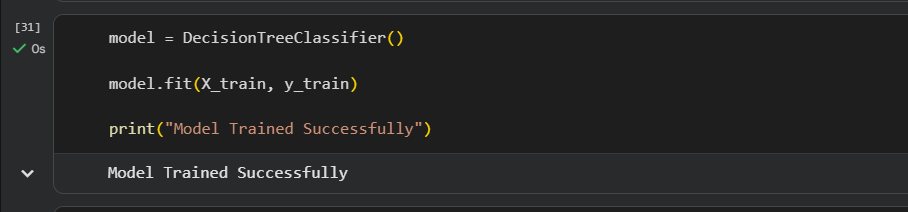 [31]
model = DecisionTreeClassifier()
0s
model.fit(X_train, y_train)
print("Model Trained Successfully")
Model Trained Successfully